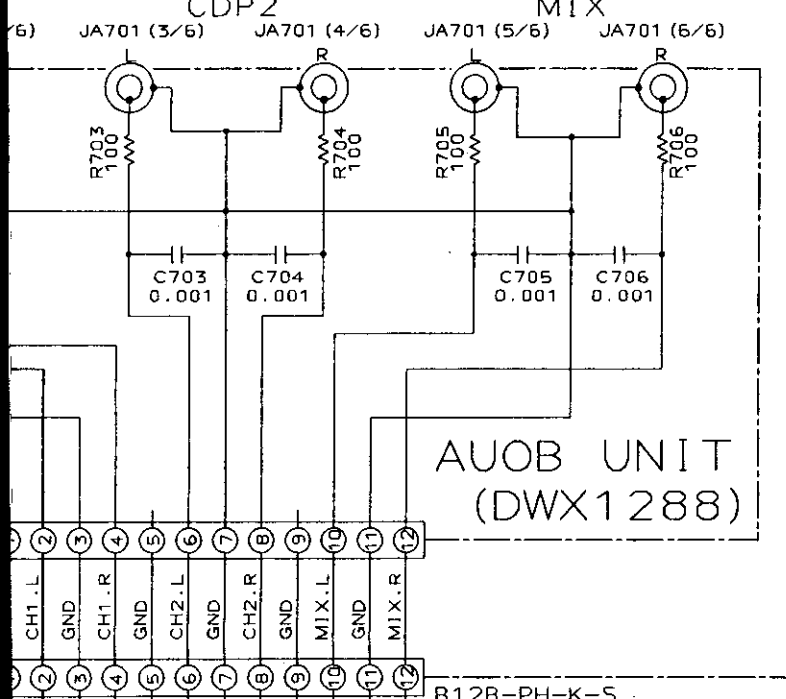 CDP2 MIX
/6) JA701 (3/6) JA701 (4/6) JA701 (5/6) JA701 (6/6)
L R L R
R703 100 R704 100 R705 100 R706 100
C703 C704 C705 C706
0.001 0.001 0.001 0.001
AUOB UNIT
(DWX1288)
2 3 4 5 6 7 8 9 10 11 12
CH1.L GND CH1.R GND CH2.L GND CH2.R GND MIX.L GND MIX.R
2 3 4 5 6 7 8 9 10 11 12
B12B-PH-K-S